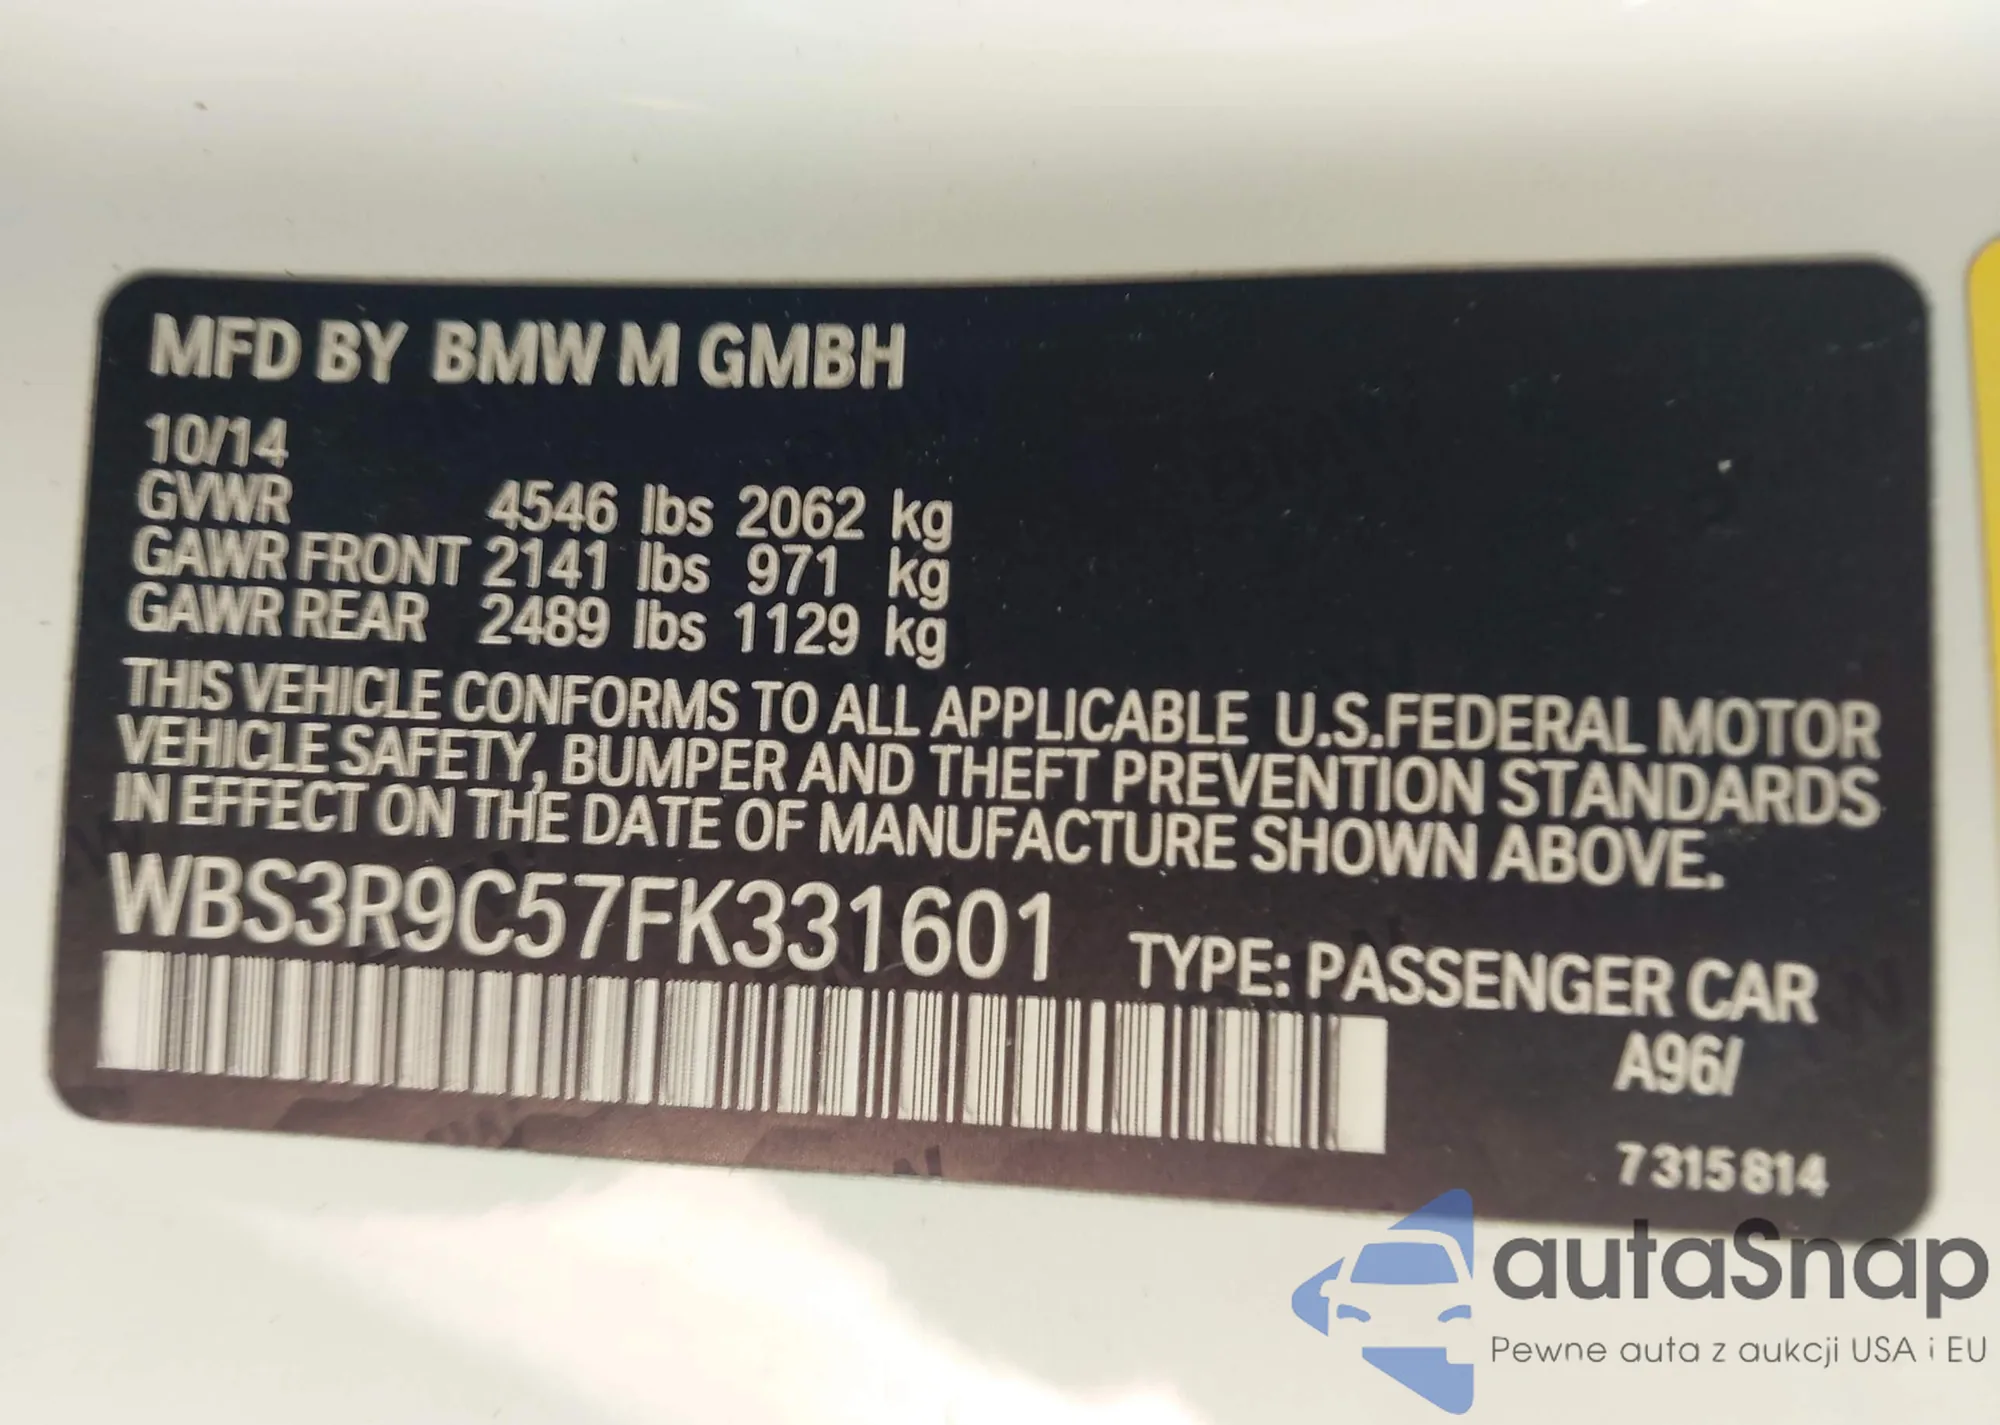 MFD BY BMW M GMBH
10/14
GVWR 4546 lbs 2062 kg
GAWR FRONT 2141 lbs 971 kg
GAWR REAR 2489 lbs 1129 kg
THIS VEHICLE CONFORMS TO ALL APPLICABLE U.S.FEDERAL MOTOR
VEHICLE SAFETY, BUMPER AND THEFT PREVENTION STANDARDS
IN EFFECT ON THE DATE OF MANUFACTURE SHOWN ABOVE.
WBS3R9C57FK331601
TYPE: PASSENGER CAR
A96/
7 315 814
autaSnap
Pewne auta z aukcji USA i EU